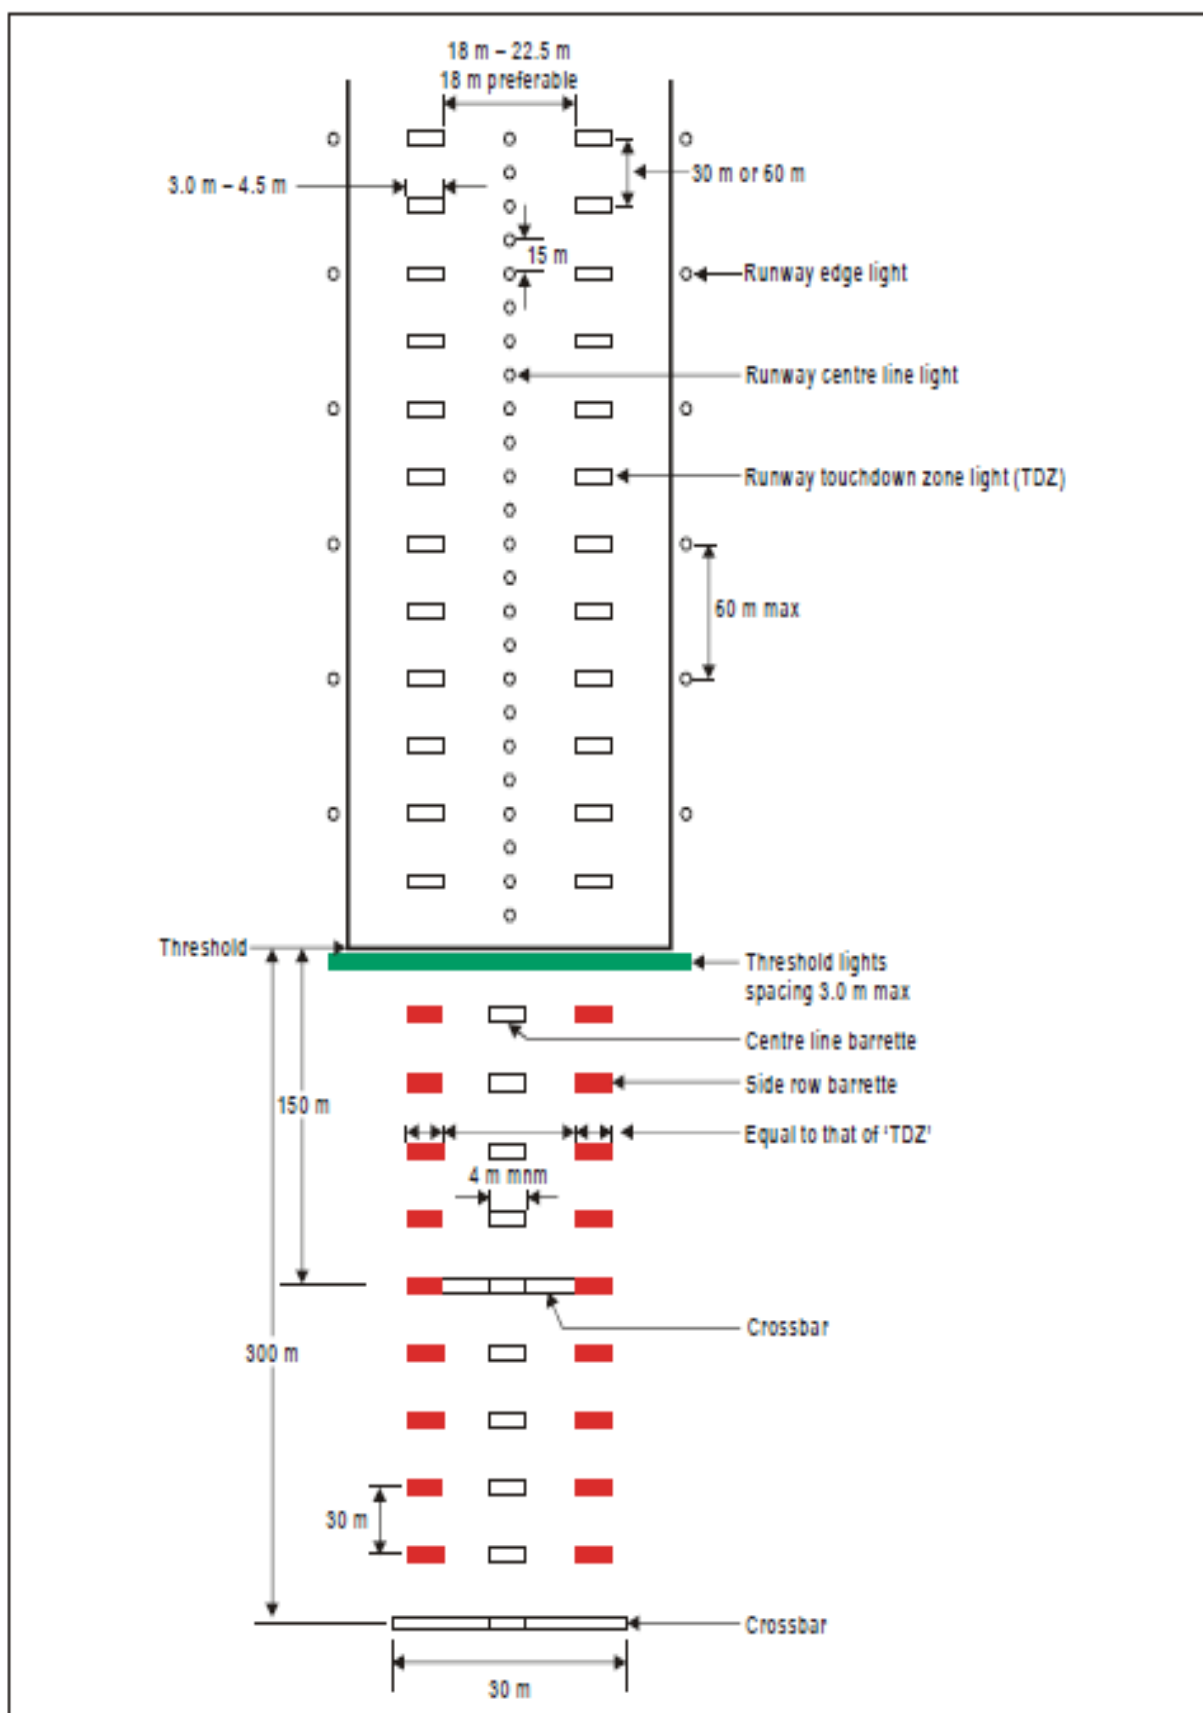 18 m – 22.5 m
18 m preferable
3.0 m – 4.5 m
30 m or 60 m
15 m
Runway edge light
Runway centre line light
Runway touchdown zone light (TDZ)
60 m max
Threshold
Threshold lights
spacing 3.0 m max
Centre line barrette
Side row barrette
150 m
Equal to that of ‘TDZ’
4 m mnm
Crossbar
300 m
30 m
Crossbar
30 m